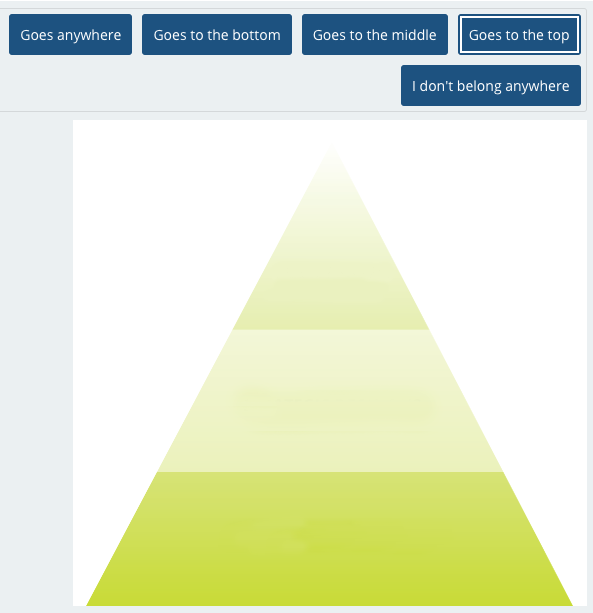 Goes anywhere
Goes to the bottom
Goes to the middle
Goes to the top
I don't belong anywhere